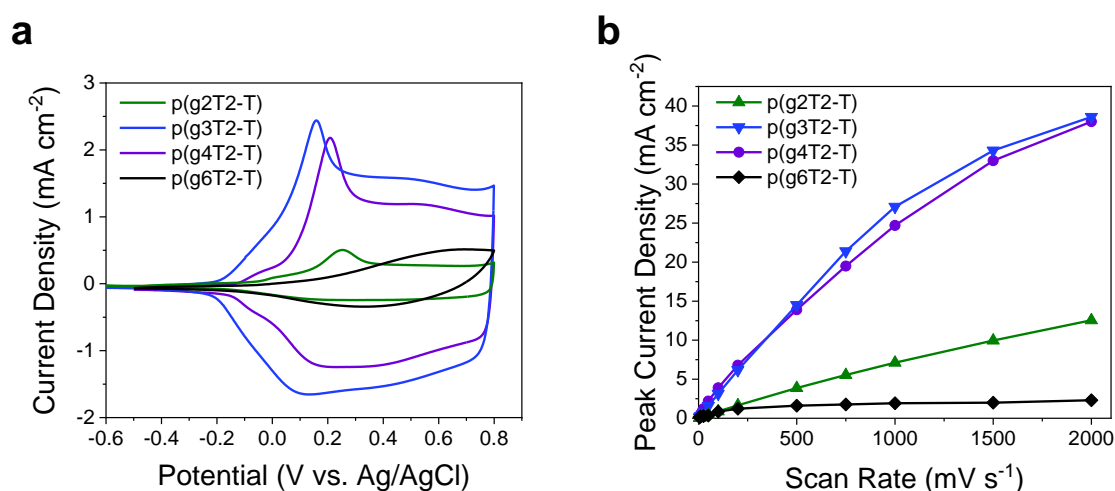 a
Current Density (mA cm⁻²)
3
2
1
0
-1
-2
p(g2T2-T)
p(g3T2-T)
p(g4T2-T)
p(g6T2-T)
-0.6 -0.4 -0.2 0.0 0.2 0.4 0.6 0.8
Potential (V vs. Ag/AgCl)
b
Peak Current Density (mA cm⁻²)
40
35
30
25
20
15
10
5
0
p(g2T2-T)
p(g3T2-T)
p(g4T2-T)
p(g6T2-T)
0 500 1000 1500 2000
Scan Rate (mV s⁻¹)